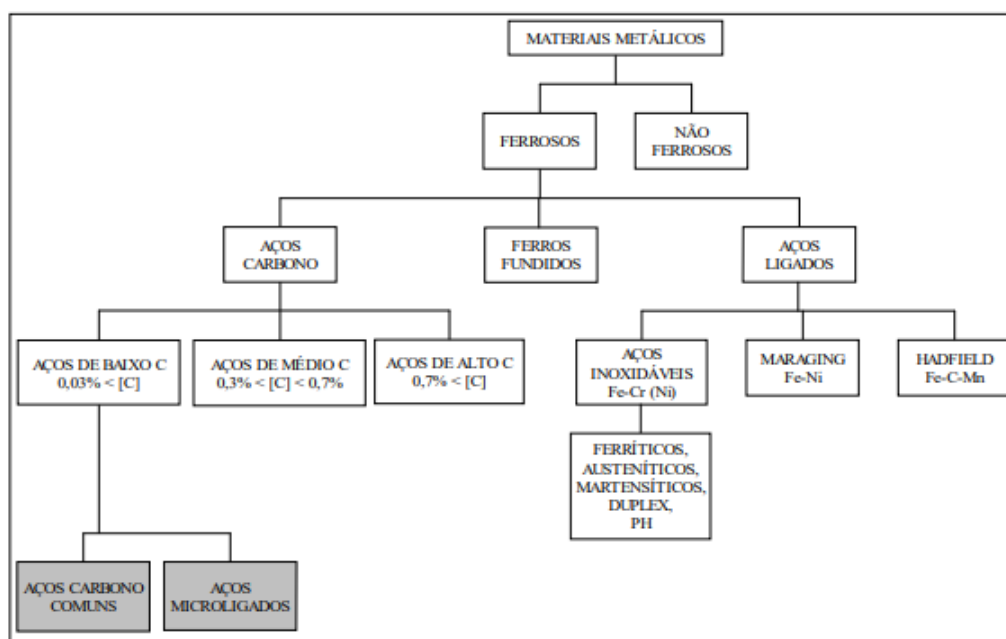 MATERIAIS METÁLICOS
FERROSOS
NÃO
FERROSOS
AÇOS
CARBONO
FERROS
FUNDIDOS
AÇOS
LIGADOS
AÇOS DE BAIXO C
0,03% < [C]
AÇOS DE MÉDIO C
0,3% < [C] < 0,7%
AÇOS DE ALTO C
0,7% < [C]
AÇOS
INOXIDÁVEIS
Fe-Cr (Ni)
MARAGING
Fe-Ni
HADFIELD
Fe-C-Mn
FERRÍTICOS,
AUSTENÍTICOS,
MARTENSÍTICOS,
DUPLEX,
PH
AÇOS CARBONO
COMUNS
AÇOS
MICROLIGADOS